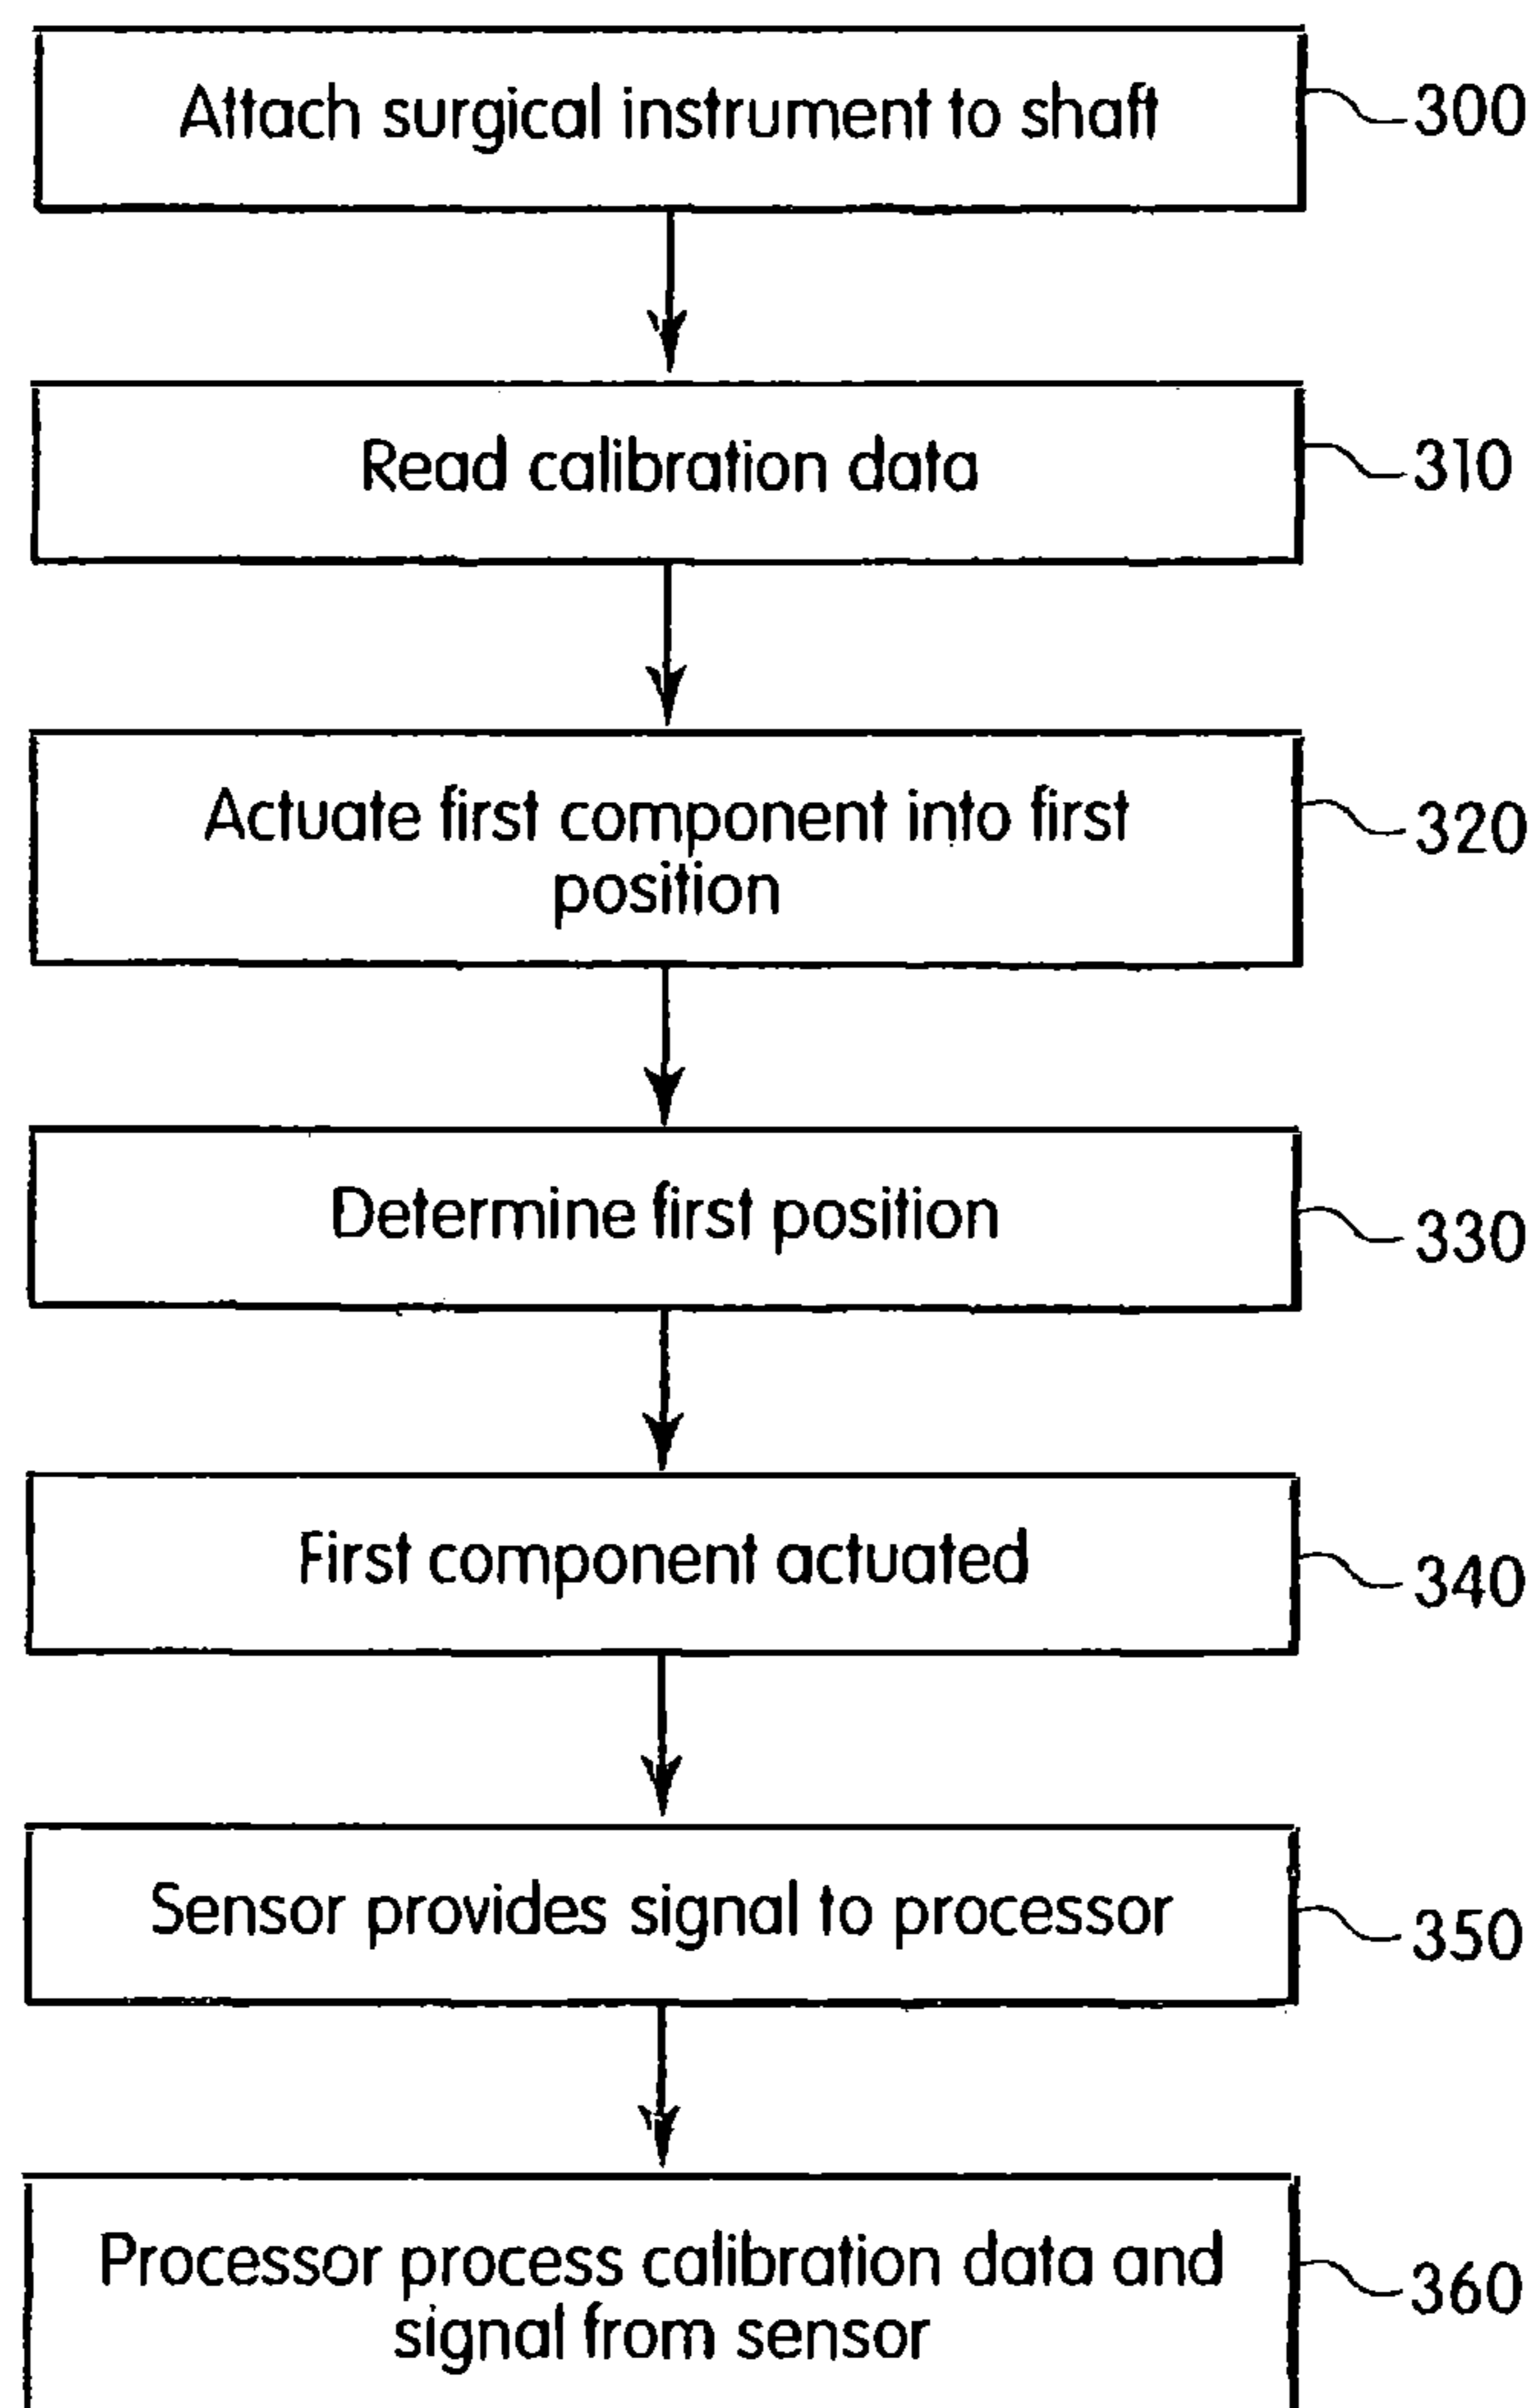 Attach surgical instrument to shaft
300
Read calibration data
310
Actuate first component into first
position
320
Determine first position
330
First component actuated
340
Sensor provides signal to processor
350
Processor process calibration data and
signal from sensor
360